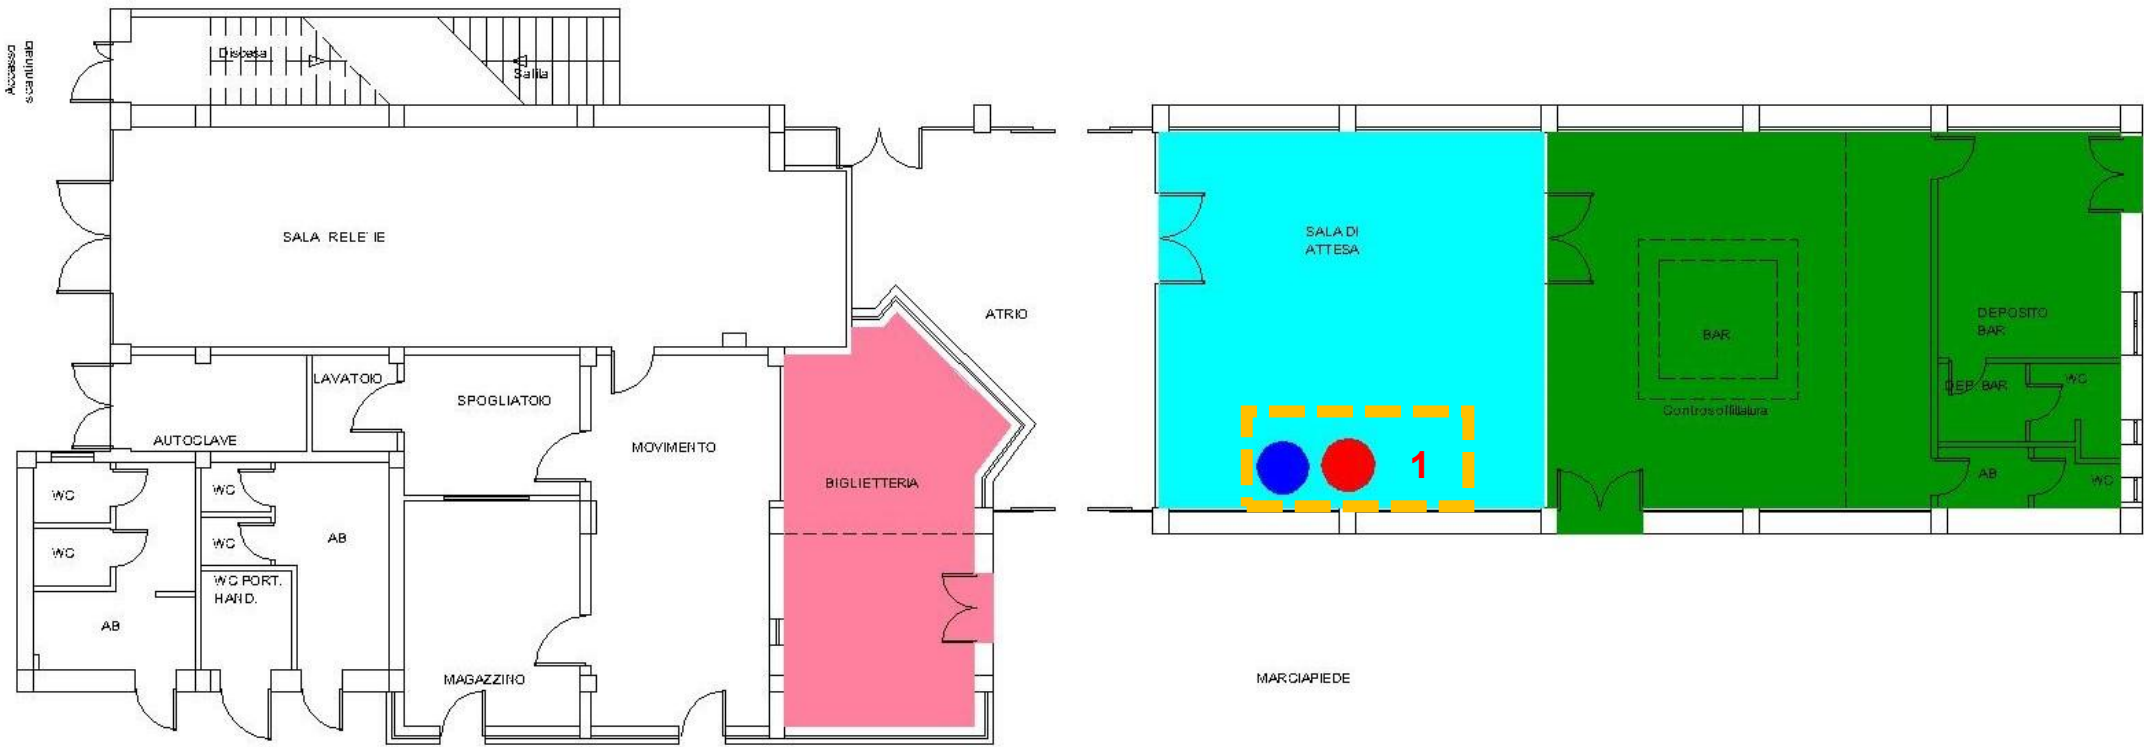 Accesso
scantinato
Discesa
Salita
SALA RELE' IE
SALA DI
ATTESA
ATRIO
BAR
DEPOSITO
BAR
LAVATOIO
SPOGLIATOIO
DEP. BAR
WC
Controsoffittatura
AUTOCLAVE
MOVIMENTO
1
BIGLIETTERIA
WC
WC
AB
WC
WC
WC
AB
WC PORT.
HAND.
AB
MAGAZZINO
MARCIAPIEDE